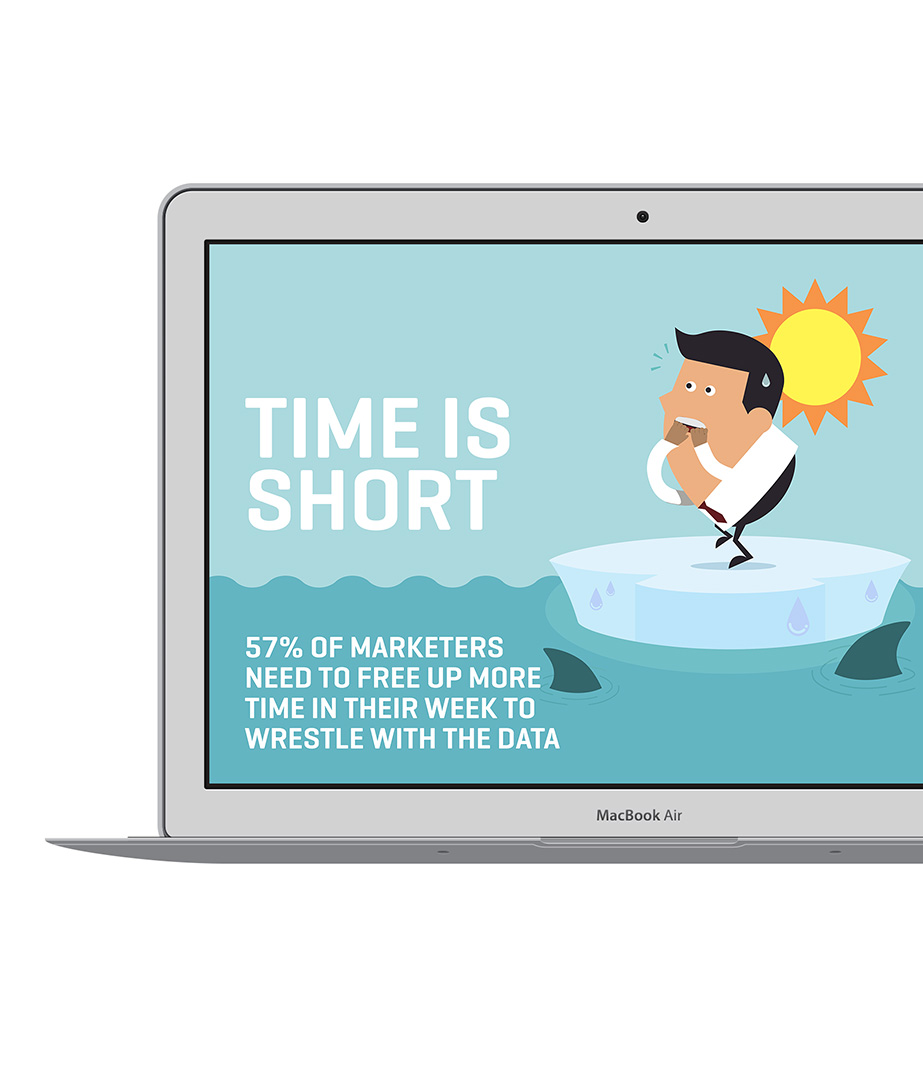 TIME IS
SHORT
57% OF MARKETERS
NEED TO FREE UP MORE
TIME IN THEIR WEEK TO
WRESTLE WITH THE DATA
MacBook Air